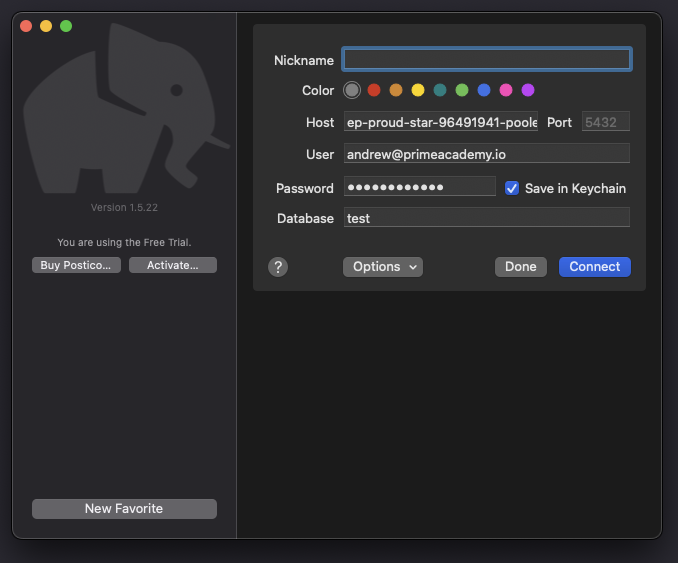 Version 1.5.22
You are using the Free Trial.
Buy Postico... Activate...
New Favorite
Nickname
Color
Host ep-proud-star-96491941-poole Port 5432
User andrew@primeacademy.io
Password ●●●●●●●●●●●● Save in Keychain
Database test
? Options Done Connect